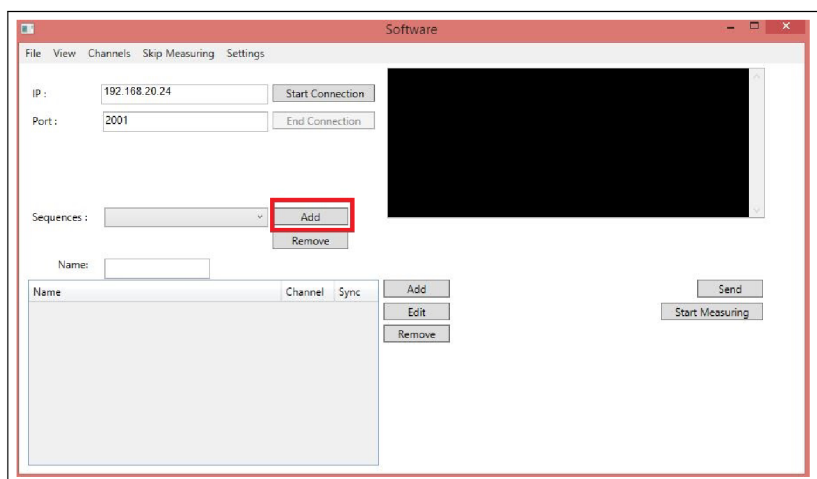 Software
File View Channels Skip Measuring Settings
IP : 192.168.20.24 Start Connection
Port : 2001 End Connection
Sequences : Add
Remove
Name:
Name Channel Sync
Add Send
Edit Start Measuring
Remove